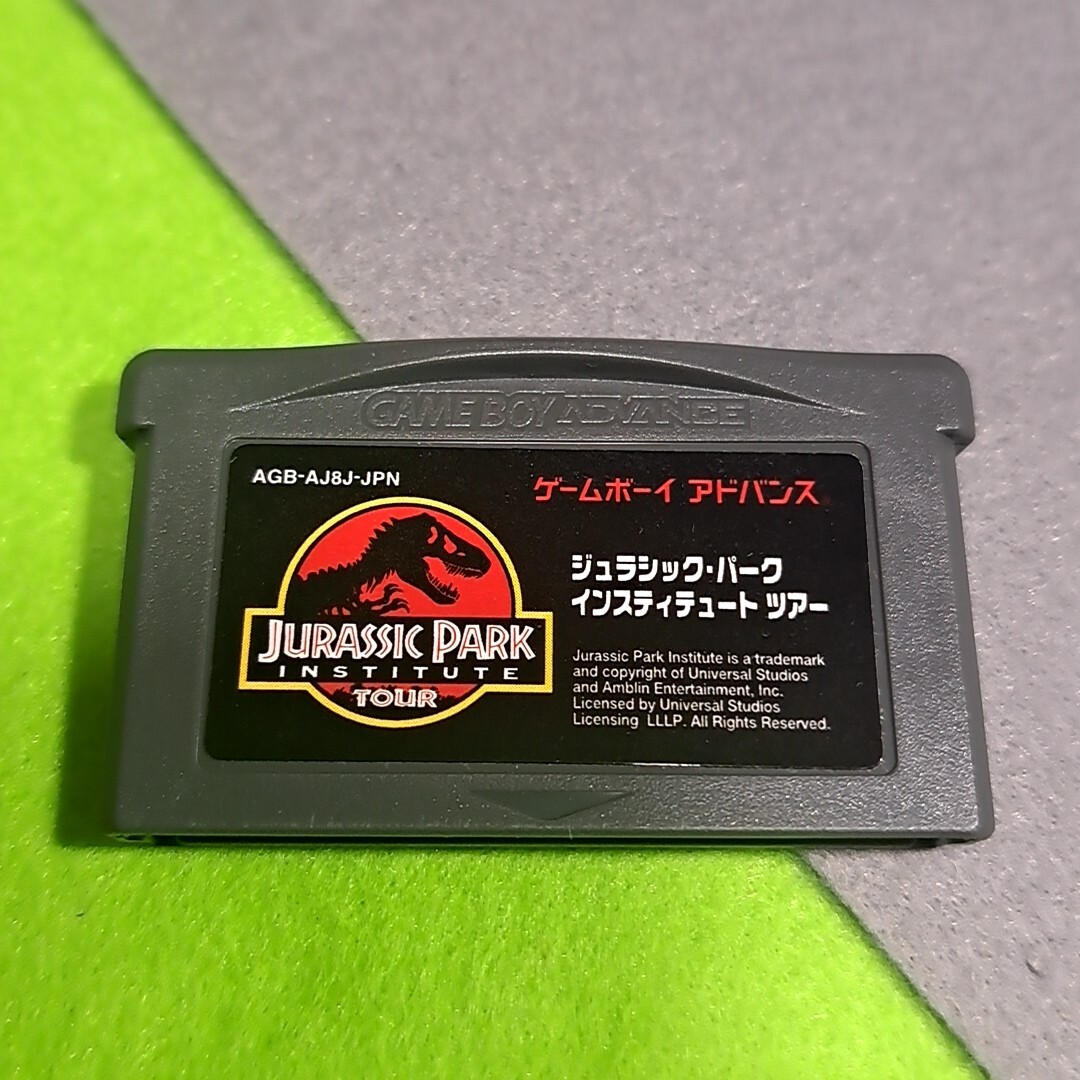 GAME BOY ADVANCE
AGB-AJ8J-JPN
ゲームボーイ アドバンス
JURASSIC PARK
INSTITUTE
TOUR
ジュラシック・パーク
インスティテュート ツアー
Jurassic Park Institute is a trademark
and copyright of Universal Studios
and Amblin Entertainment, Inc.
Licensed by Universal Studios
Licensing LLLP. All Rights Reserved.